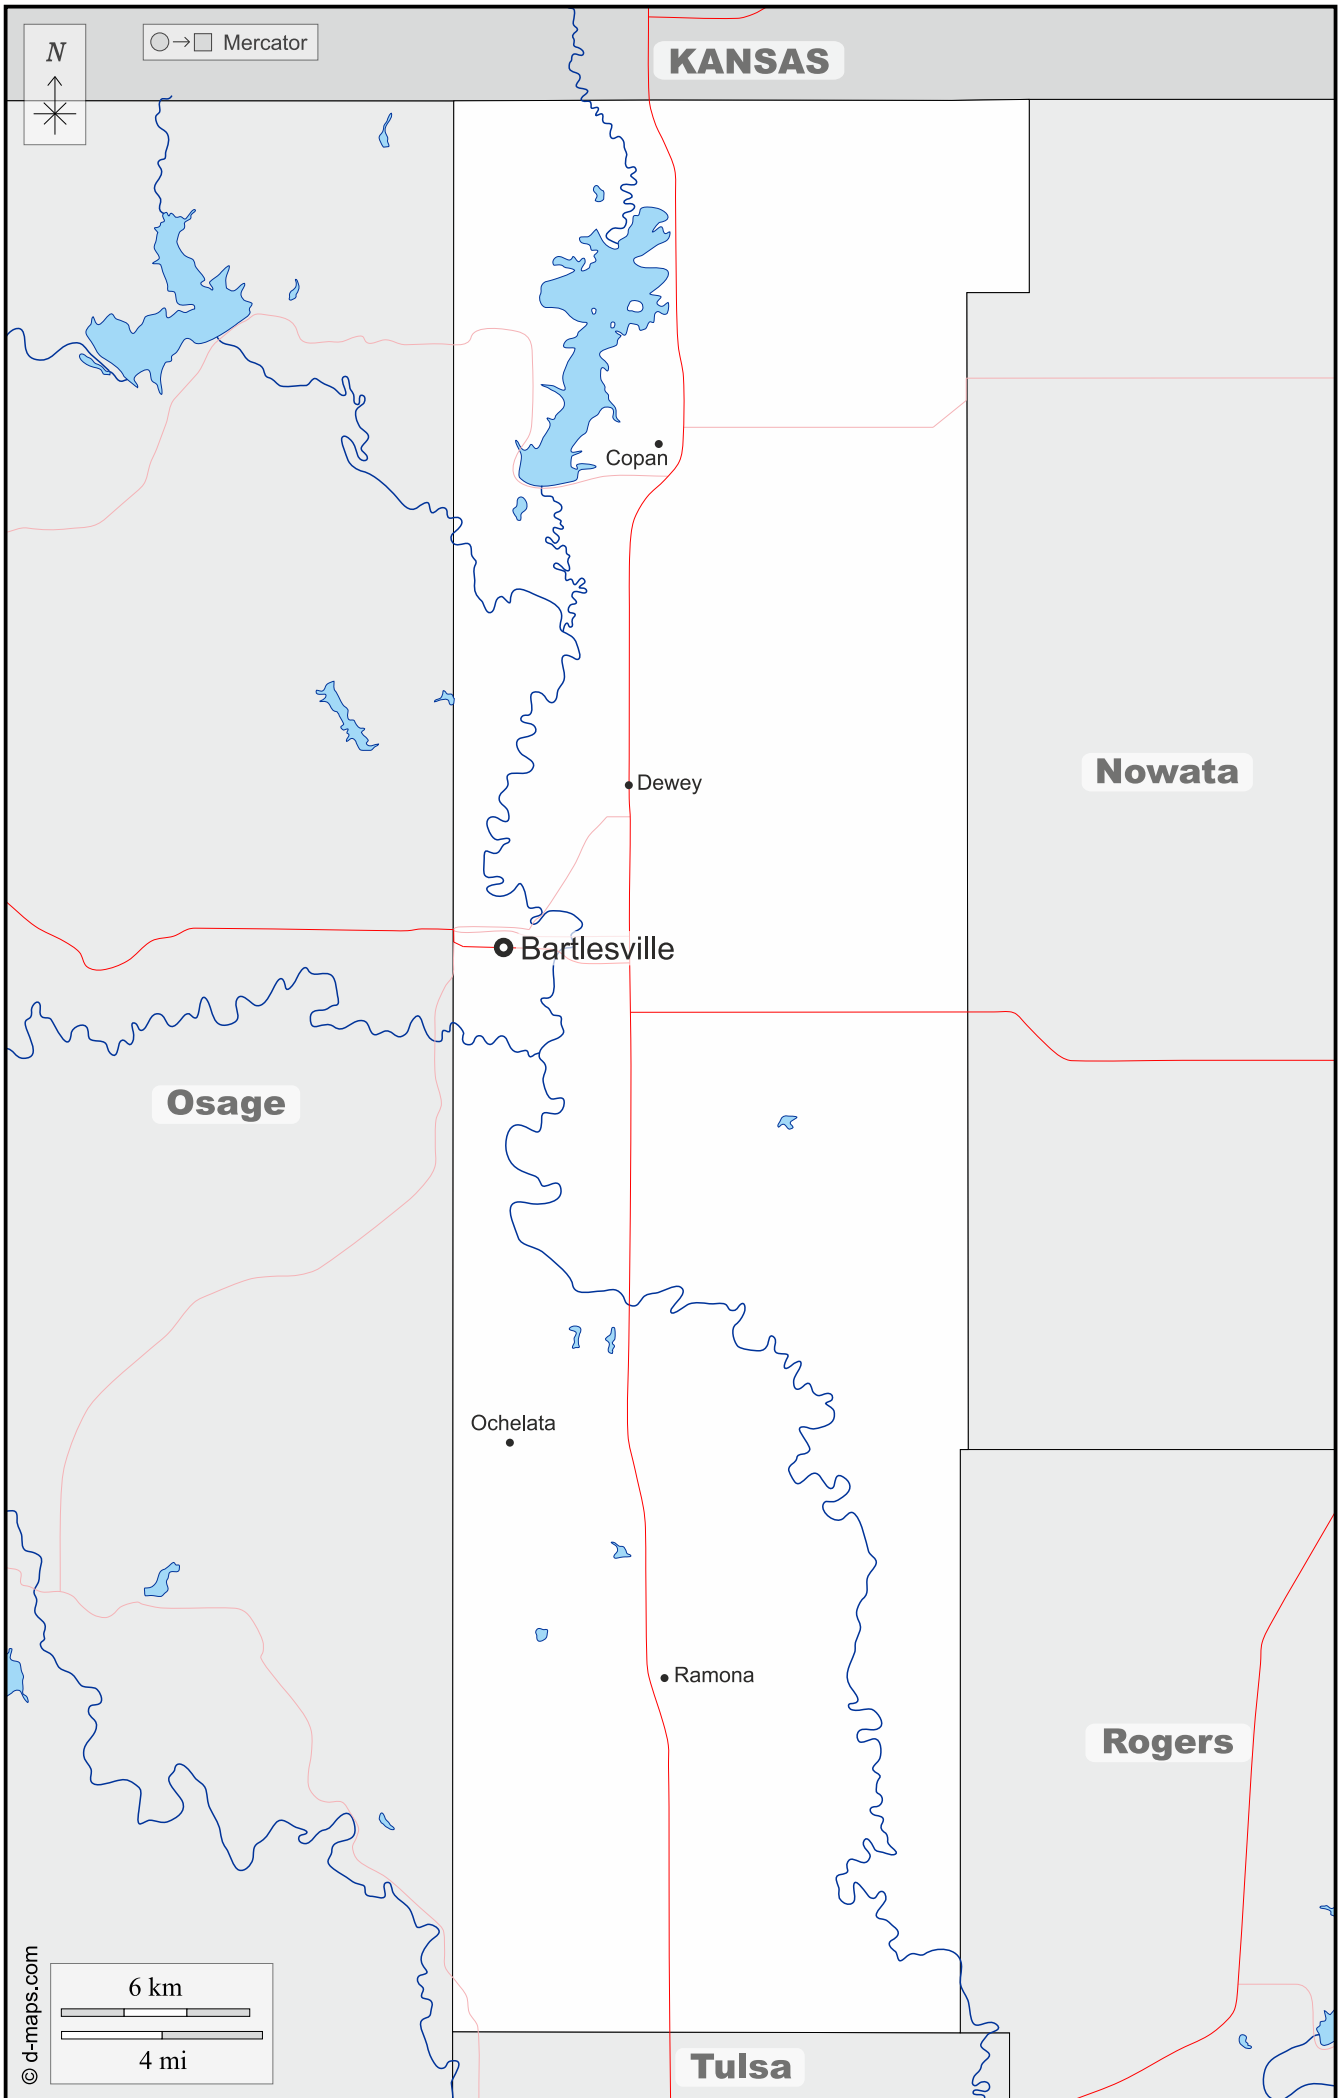 N
Mercator
KANSAS
Copan
Nowata
Dewey
Bartlesville
Osage
Ochelata
Ramona
Rogers
© d-maps.com
6 km
4 mi
Tulsa